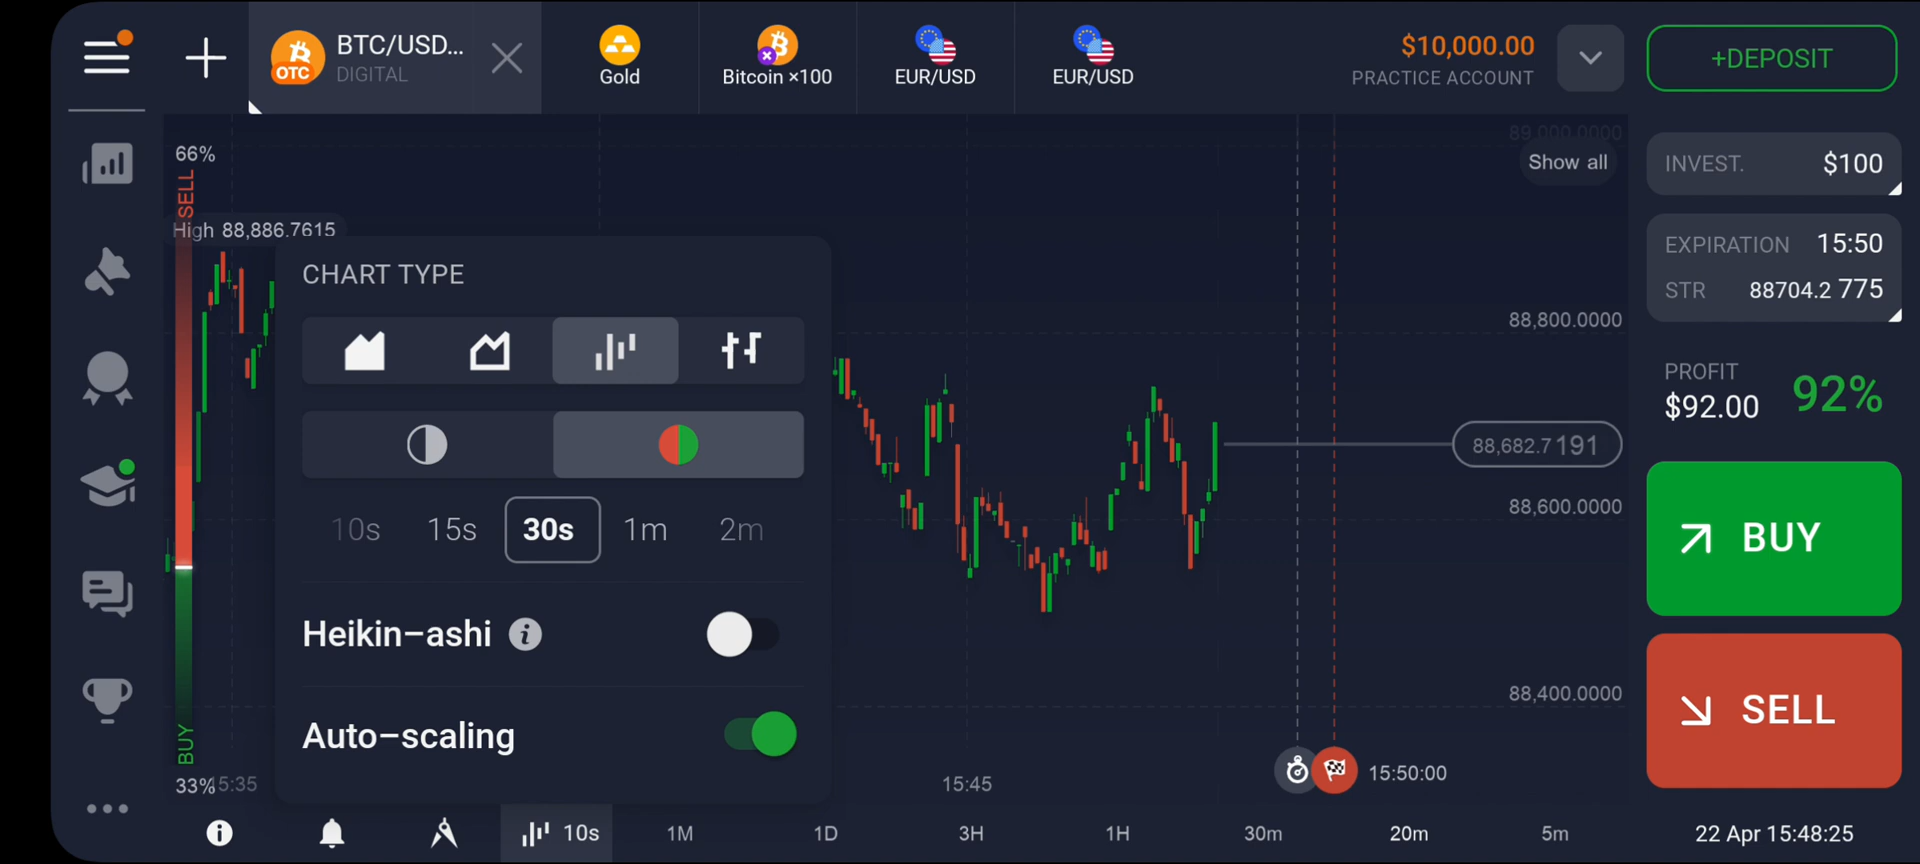 BTC/USD...
DIGITAL
OTC
Gold
Bitcoin ×100
EUR/USD
EUR/USD
$10,000.00
PRACTICE ACCOUNT
+DEPOSIT
66%
SELL
High 88,886.7615
89,000.0000
Show all
INVEST. $100
EXPIRATION 15:50
STR 88704.2 775
PROFIT
$92.00
92%
CHART TYPE
10s 15s 30s 1m 2m
Heikin-ashi
Auto-scaling
88,800.0000
88,682.7191
88,600.0000
88,400.0000
BUY
SELL
BUY
33%
15:35
15:45
15:50:00
10s 1M 1D 3H 1H 30m 20m 5m
22 Apr 15:48:25